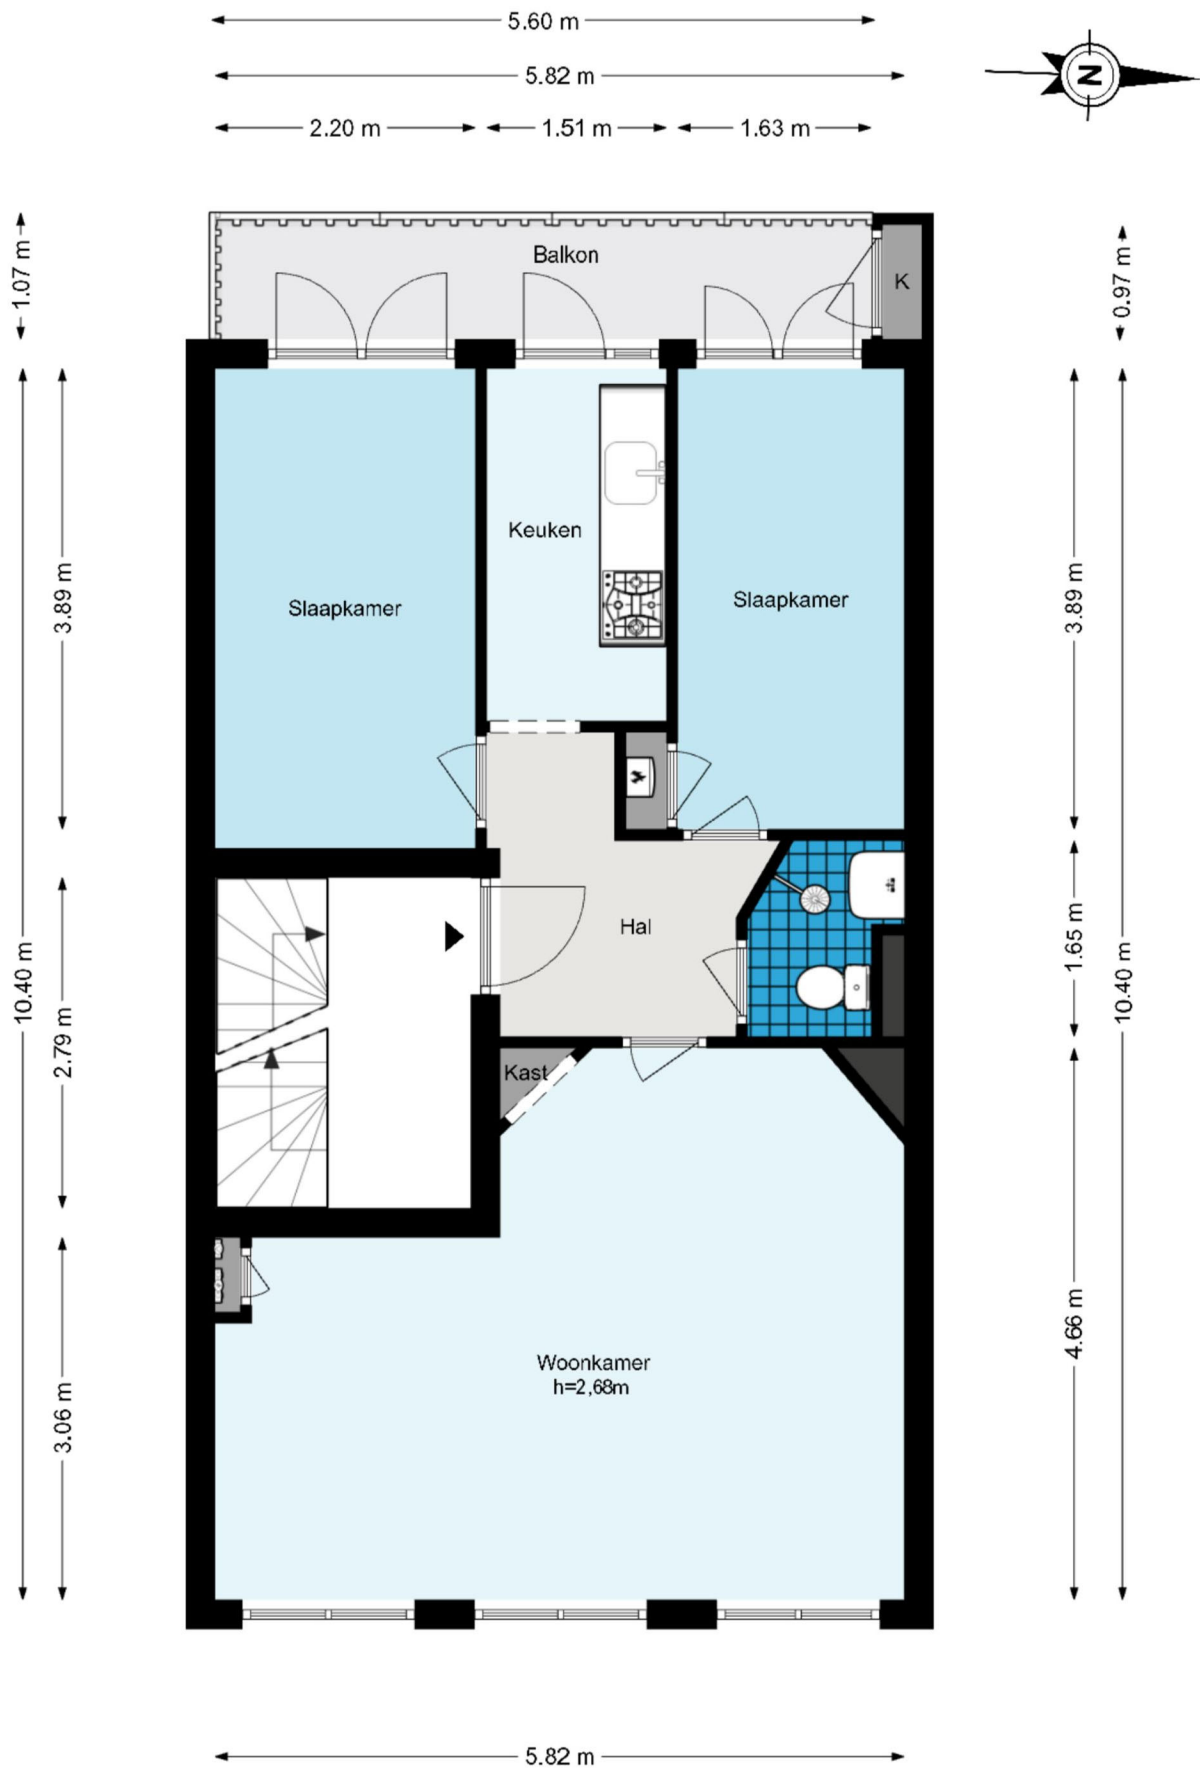 5.60 m
5.82 m
2.20 m
1.51 m
1.63 m
N
1.07 m
0.97 m
Balkon
K
10.40 m
3.89 m
Keuken
Slaapkamer
Slaapkamer
3.89 m
10.40 m
Hal
1.65 m
2.79 m
Kast
4.66 m
3.06 m
Woonkamer
h=2,68m
5.82 m